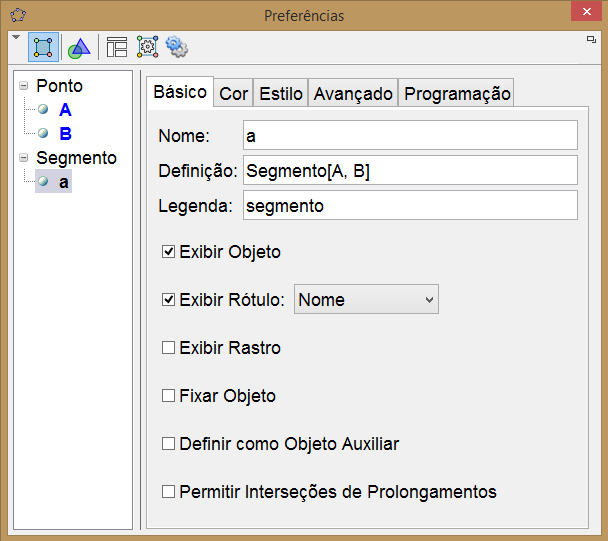 Preferências
Ponto
A
B
Segmento
a
Básico Cor Estilo Avançado Programação
Nome: a
Definição: Segmento[A, B]
Legenda: segmento
Exibir Objeto
Exibir Rótulo: Nome
Exibir Rastro
Fixar Objeto
Definir como Objeto Auxiliar
Permitir Interseções de Prolongamentos